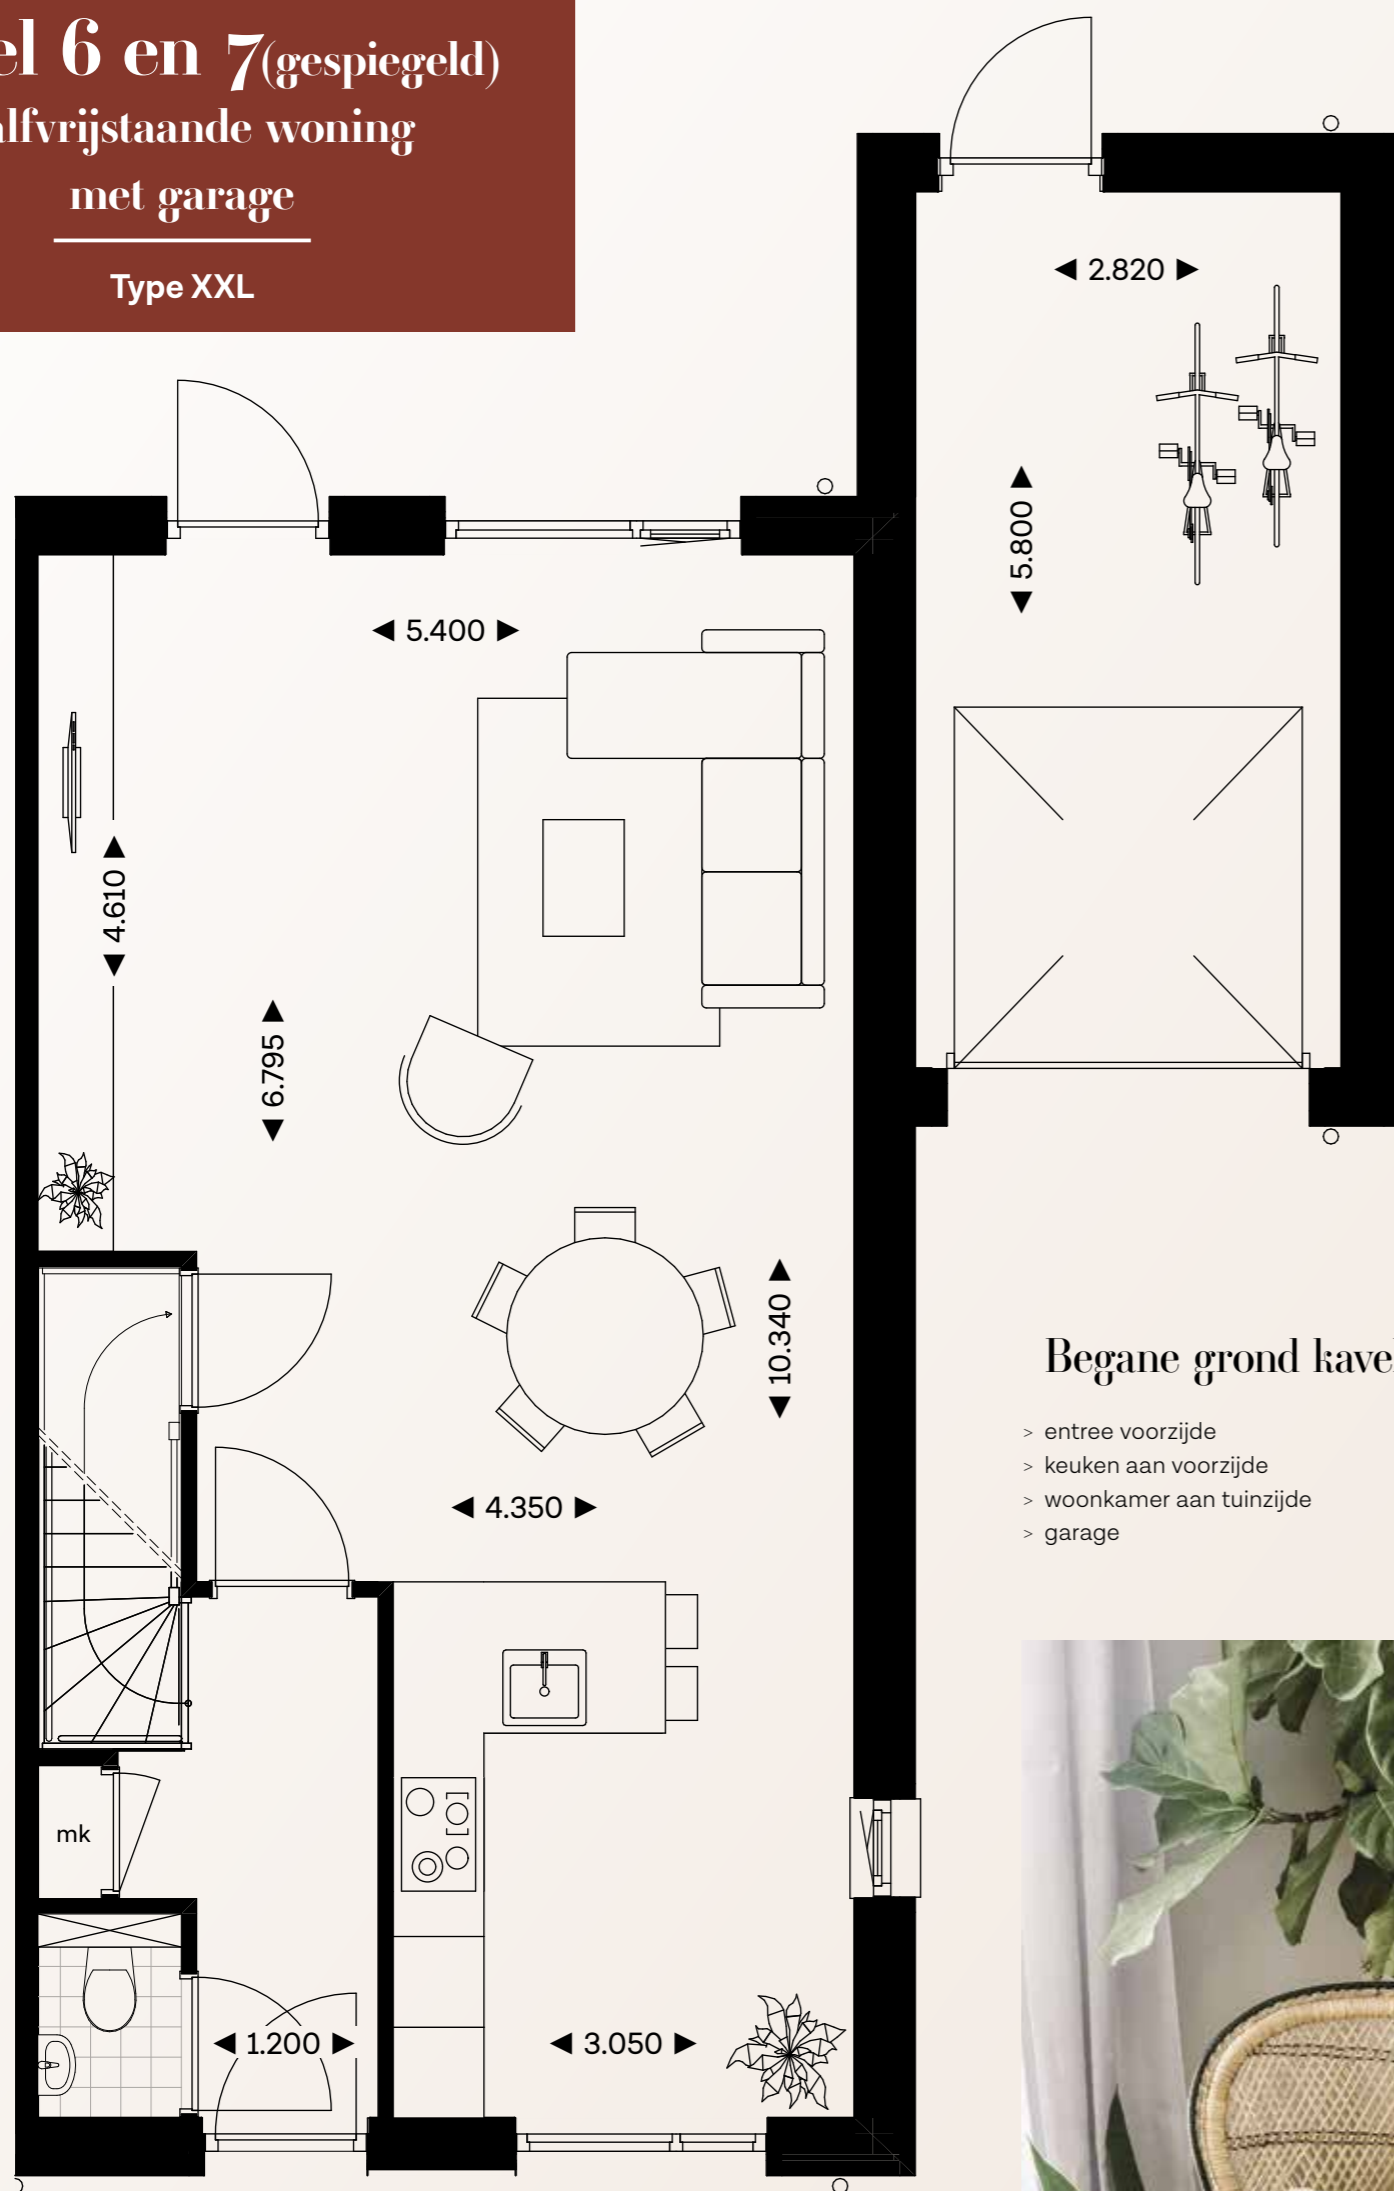 el 6 en 7(gespiegeld)
alfvrijstaande woning
met garage
Type XXL
◄ 2.820 ►
◄ 5.800 ►
◄ 5.400 ►
◄ 4.610 ►
◄ 6.795 ►
◄ 10.340 ►
◄ 4.350 ►
mk
◄ 1.200 ►
◄ 3.050 ►
Begane grond kavel
> entree voorzijde
> keuken aan voorzijde
> woonkamer aan tuinzijde
> garage